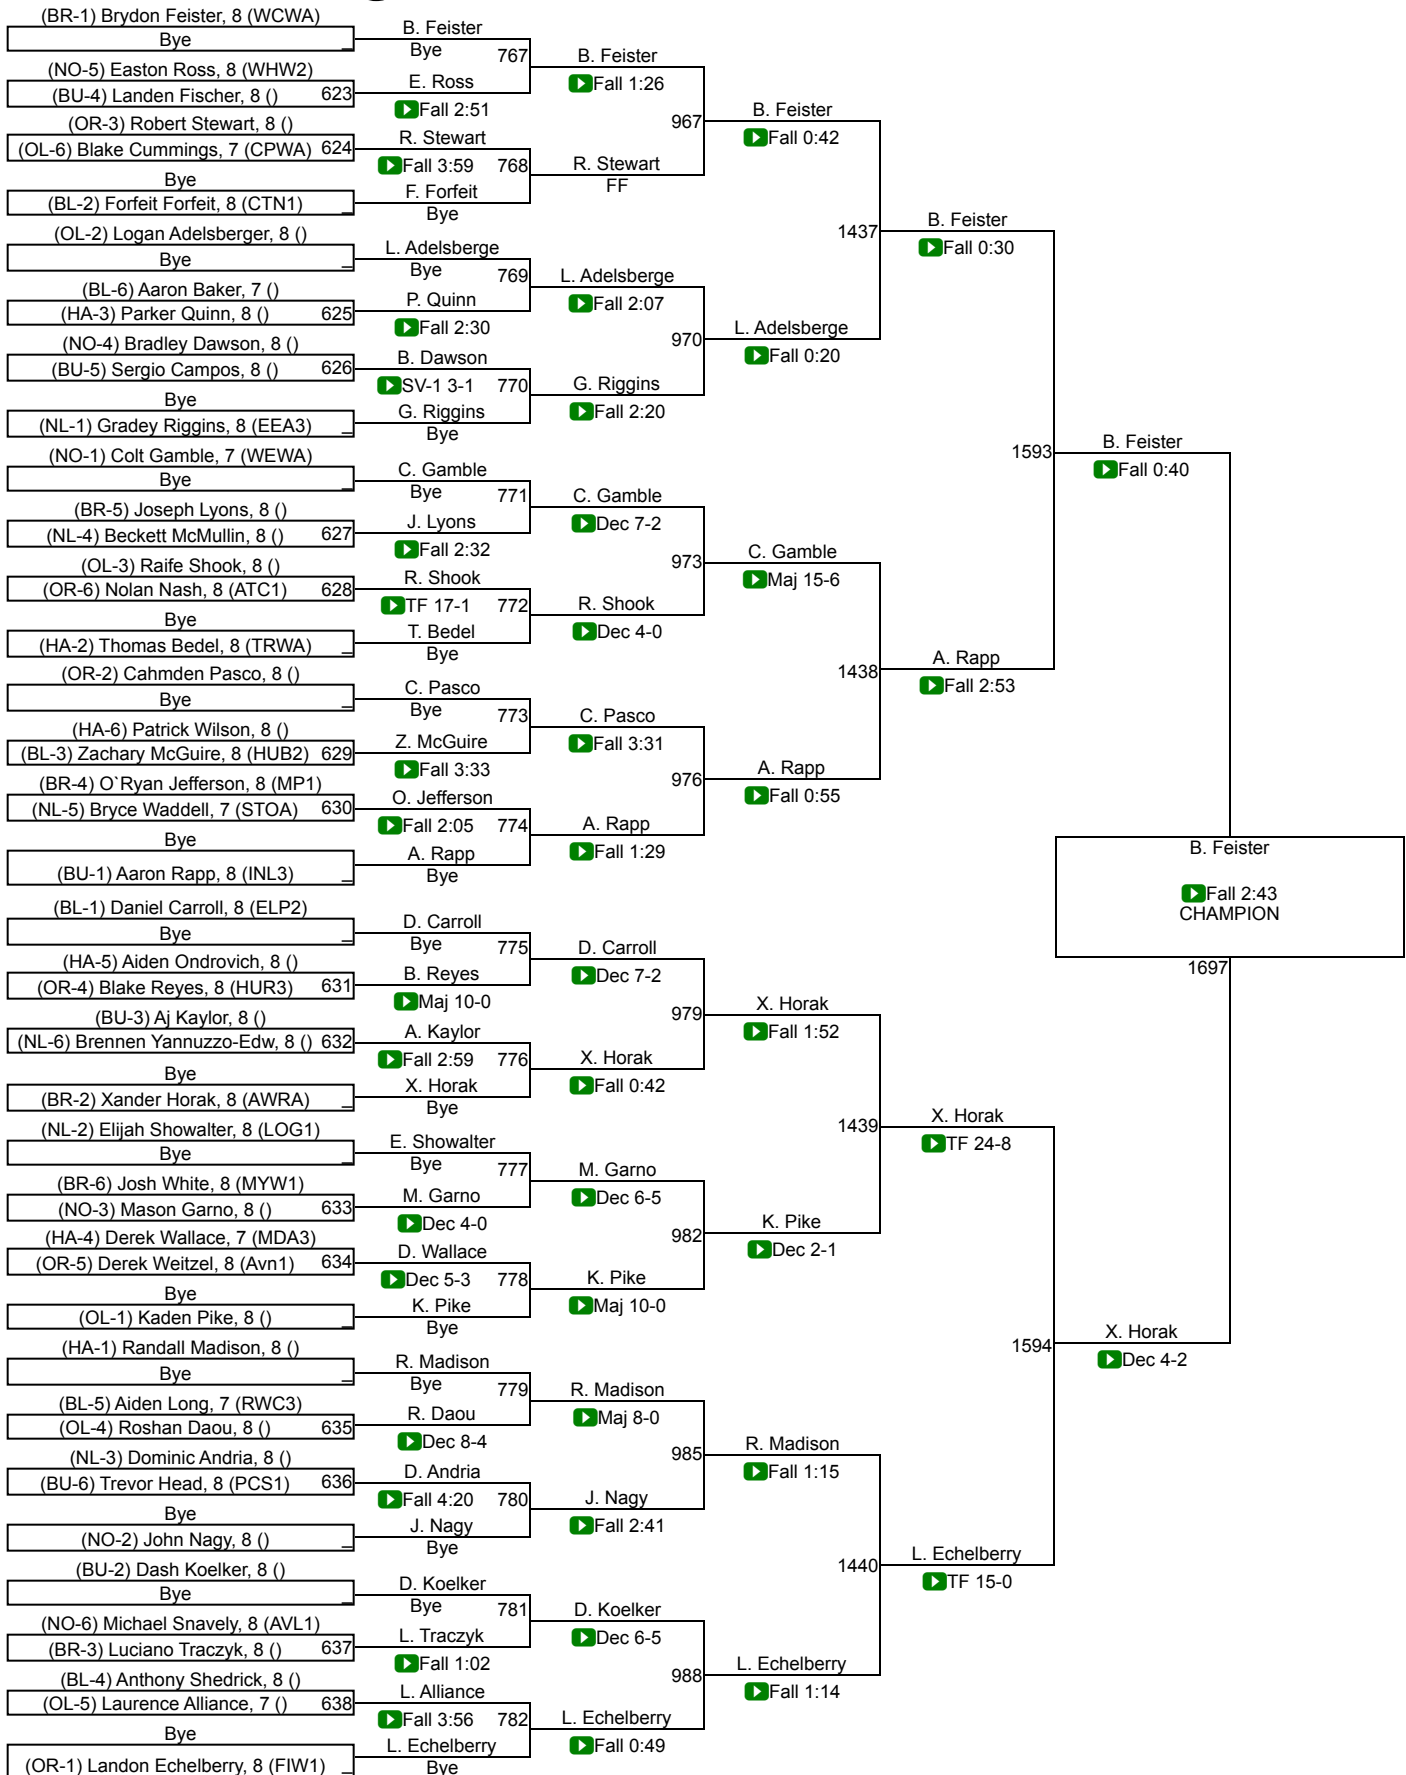 (BR-1) Brydon Feister, 8 (WCWA)
Bye
(NO-5) Easton Ross, 8 (WHW2)
(BU-4) Landen Fischer, 8 () 623
(OR-3) Robert Stewart, 8 ()
(OL-6) Blake Cummings, 7 (CPWA) 624
Bye
(BL-2) Forfeit Forfeit, 8 (CTN1)
(OL-2) Logan Adelsberger, 8 ()
Bye
(BL-6) Aaron Baker, 7 ()
(HA-3) Parker Quinn, 8 () 625
(NO-4) Bradley Dawson, 8 ()
(BU-5) Sergio Campos, 8 () 626
Bye
(NL-1) Gradey Riggins, 8 (EEA3)
(NO-1) Colt Gamble, 7 (WEWA)
Bye
(BR-5) Joseph Lyons, 8 ()
(NL-4) Beckett McMullin, 8 () 627
(OL-3) Raife Shook, 8 ()
(OR-6) Nolan Nash, 8 (ATC1) 628
Bye
(HA-2) Thomas Bedel, 8 (TRWA)
(OR-2) Cahmden Pasco, 8 ()
Bye
(HA-6) Patrick Wilson, 8 ()
(BL-3) Zachary McGuire, 8 (HUB2) 629
(BR-4) O`Ryan Jefferson, 8 (MP1)
(NL-5) Bryce Waddell, 7 (STOA) 630
Bye
(BU-1) Aaron Rapp, 8 (INL3)
(BL-1) Daniel Carroll, 8 (ELP2)
Bye
(HA-5) Aiden Ondrovich, 8 ()
(OR-4) Blake Reyes, 8 (HUR3) 631
(BU-3) Aj Kaylor, 8 ()
(NL-6) Brennen Yannuzzo-Edw, 8 () 632
Bye
(BR-2) Xander Horak, 8 (AWRA)
(NL-2) Elijah Showalter, 8 (LOG1)
Bye
(BR-6) Josh White, 8 (MYW1)
(NO-3) Mason Garno, 8 () 633
(HA-4) Derek Wallace, 7 (MDA3)
(OR-5) Derek Weitzel, 8 (Avn1) 634
Bye
(OL-1) Kaden Pike, 8 ()
(HA-1) Randall Madison, 8 ()
Bye
(BL-5) Aiden Long, 7 (RWC3)
(OL-4) Roshan Daou, 8 () 635
(NL-3) Dominic Andria, 8 ()
(BU-6) Trevor Head, 8 (PCS1) 636
Bye
(NO-2) John Nagy, 8 ()
(BU-2) Dash Koelker, 8 ()
Bye
(NO-6) Michael Snavely, 8 (AVL1)
(BR-3) Luciano Traczyk, 8 () 637
(BL-4) Anthony Shedrick, 8 ()
(OL-5) Laurence Alliance, 7 () 638
Bye
(OR-1) Landon Echelberry, 8 (FIW1)
B. Feister
Bye 767
E. Ross
Fall 2:51
R. Stewart
Fall 3:59 768
F. Forfeit
Bye
L. Adelsberge
Bye 769
P. Quinn
Fall 2:30
B. Dawson
SV-1 3-1 770
G. Riggins
Bye
C. Gamble
Bye 771
J. Lyons
Fall 2:32
R. Shook
TF 17-1 772
T. Bedel
Bye
C. Pasco
Bye 773
Z. McGuire
Fall 3:33
O. Jefferson
Fall 2:05 774
A. Rapp
Bye
D. Carroll
Bye 775
B. Reyes
Maj 10-0
A. Kaylor
Fall 2:59 776
X. Horak
Bye
E. Showalter
Bye 777
M. Garno
Dec 4-0
D. Wallace
Dec 5-3 778
K. Pike
Bye
R. Madison
Bye 779
R. Daou
Dec 8-4
D. Andria
Fall 4:20 780
J. Nagy
Bye
D. Koelker
Bye 781
L. Traczyk
Fall 1:02
L. Alliance
Fall 3:56 782
L. Echelberry
Bye
B. Feister
Fall 1:26
967
R. Stewart
FF
L. Adelsberge
Fall 2:07
970
G. Riggins
Fall 2:20
C. Gamble
Dec 7-2
973
R. Shook
Dec 4-0
C. Pasco
Fall 3:31
976
A. Rapp
Fall 1:29
D. Carroll
Dec 7-2
979
X. Horak
Fall 0:42
M. Garno
Dec 6-5
982
K. Pike
Maj 10-0
R. Madison
Maj 8-0
985
J. Nagy
Fall 2:41
D. Koelker
Dec 6-5
988
L. Echelberry
Fall 0:49
B. Feister
Fall 0:42
1437
L. Adelsberge
Fall 0:20
C. Gamble
Maj 15-6
1438
A. Rapp
Fall 0:55
X. Horak
Fall 1:52
1439
K. Pike
Dec 2-1
R. Madison
Fall 1:15
1440
L. Echelberry
Fall 1:14
B. Feister
Fall 0:30
1593
A. Rapp
Fall 2:53
X. Horak
TF 24-8
1594
L. Echelberry
TF 15-0
B. Feister
Fall 0:40
X. Horak
Dec 4-2
B. Feister
Fall 2:43
CHAMPION
1697